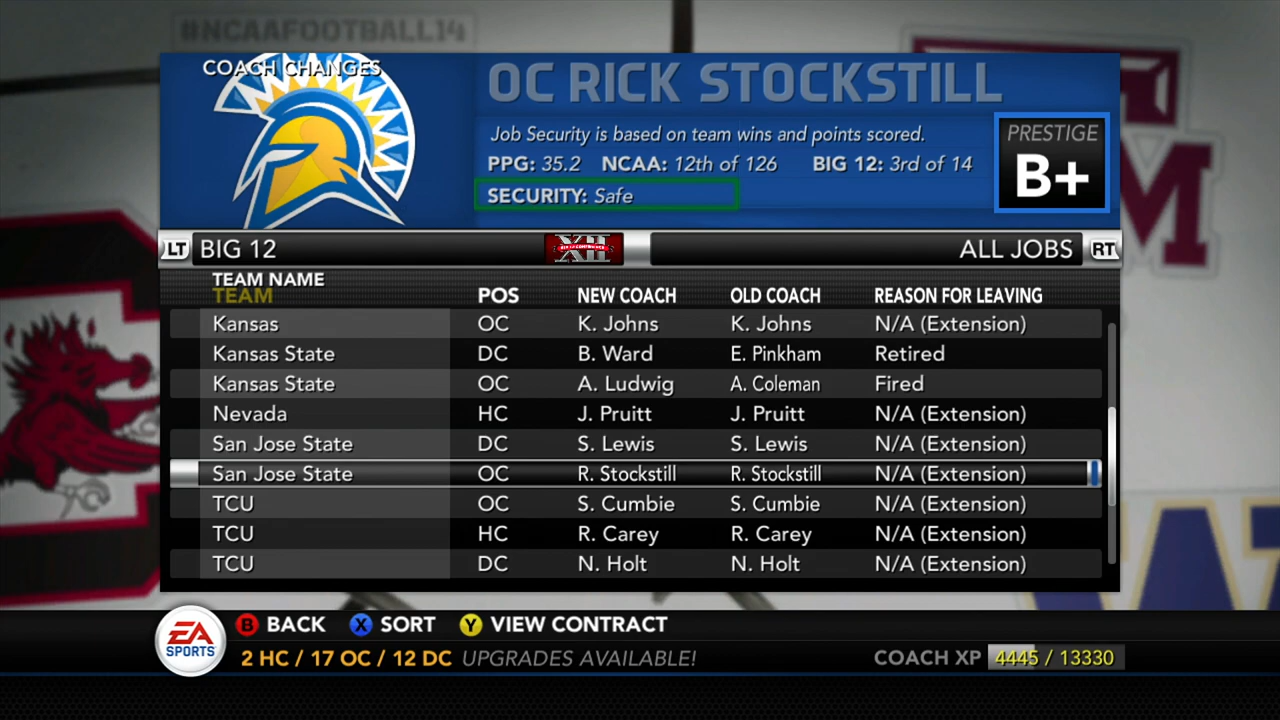 #NCAAFOOTBALL14
COACH CHANGES
OC RICK STOCKSTILL
Job Security is based on team wins and points scored.
PPG: 35.2 NCAA: 12th of 126 BIG 12: 3rd of 14
SECURITY: Safe
PRESTIGE
B+
LT BIG 12 XII ALL JOBS RT
TEAM NAME
TEAM POS NEW COACH OLD COACH REASON FOR LEAVING
Kansas OC K. Johns K. Johns N/A (Extension)
Kansas State DC B. Ward E. Pinkham Retired
Kansas State OC A. Ludwig A. Coleman Fired
Nevada HC J. Pruitt J. Pruitt N/A (Extension)
San Jose State DC S. Lewis S. Lewis N/A (Extension)
San Jose State OC R. Stockstill R. Stockstill N/A (Extension)
TCU OC S. Cumbie S. Cumbie N/A (Extension)
TCU HC R. Carey R. Carey N/A (Extension)
TCU DC N. Holt N. Holt N/A (Extension)
EA
SPORTS
B BACK X SORT Y VIEW CONTRACT
2 HC / 17 OC / 12 DC UPGRADES AVAILABLE! COACH XP 4445 / 13330